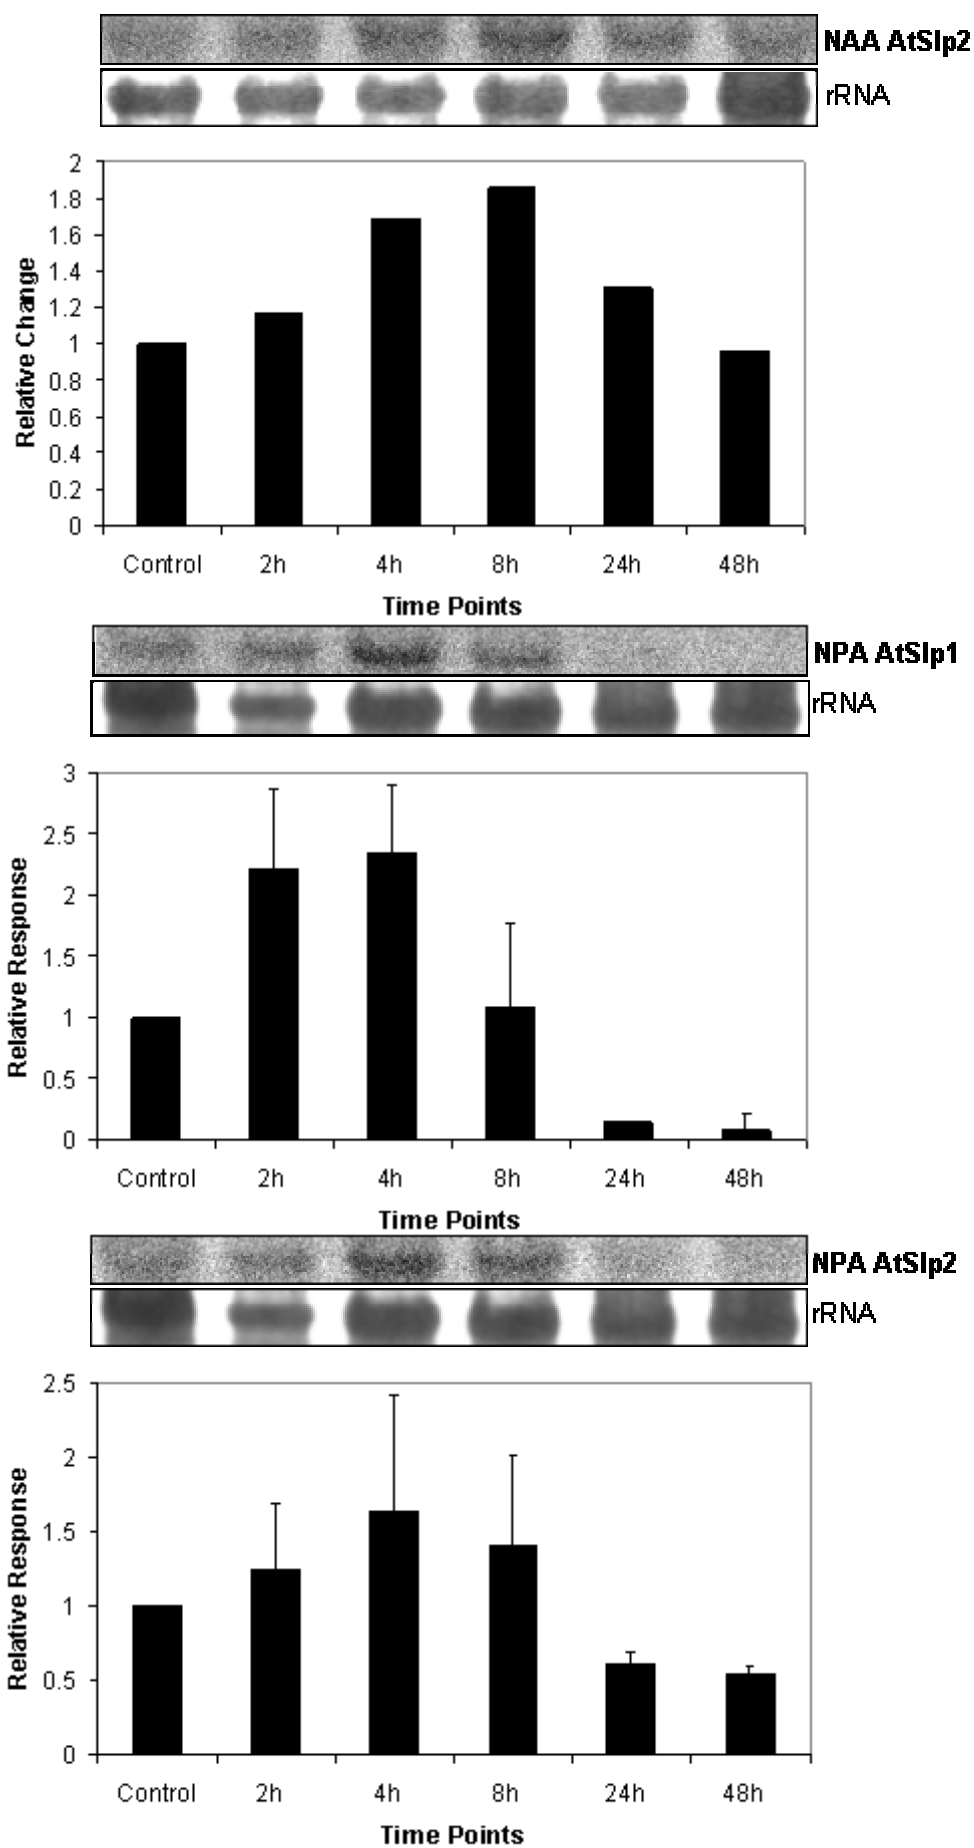 NAA AtSlp2
rRNA
2
1.8
1.6
1.4
1.2
1
0.8
0.6
0.4
0.2
0
Relative Change
Control 2h 4h 8h 24h 48h
Time Points
NPA AtSlp1
rRNA
3
2.5
2
1.5
1
0.5
0
Relative Response
Control 2h 4h 8h 24h 48h
Time Points
NPA AtSlp2
rRNA
2.5
2
1.5
1
0.5
0
Relative Response
Control 2h 4h 8h 24h 48h
Time Points